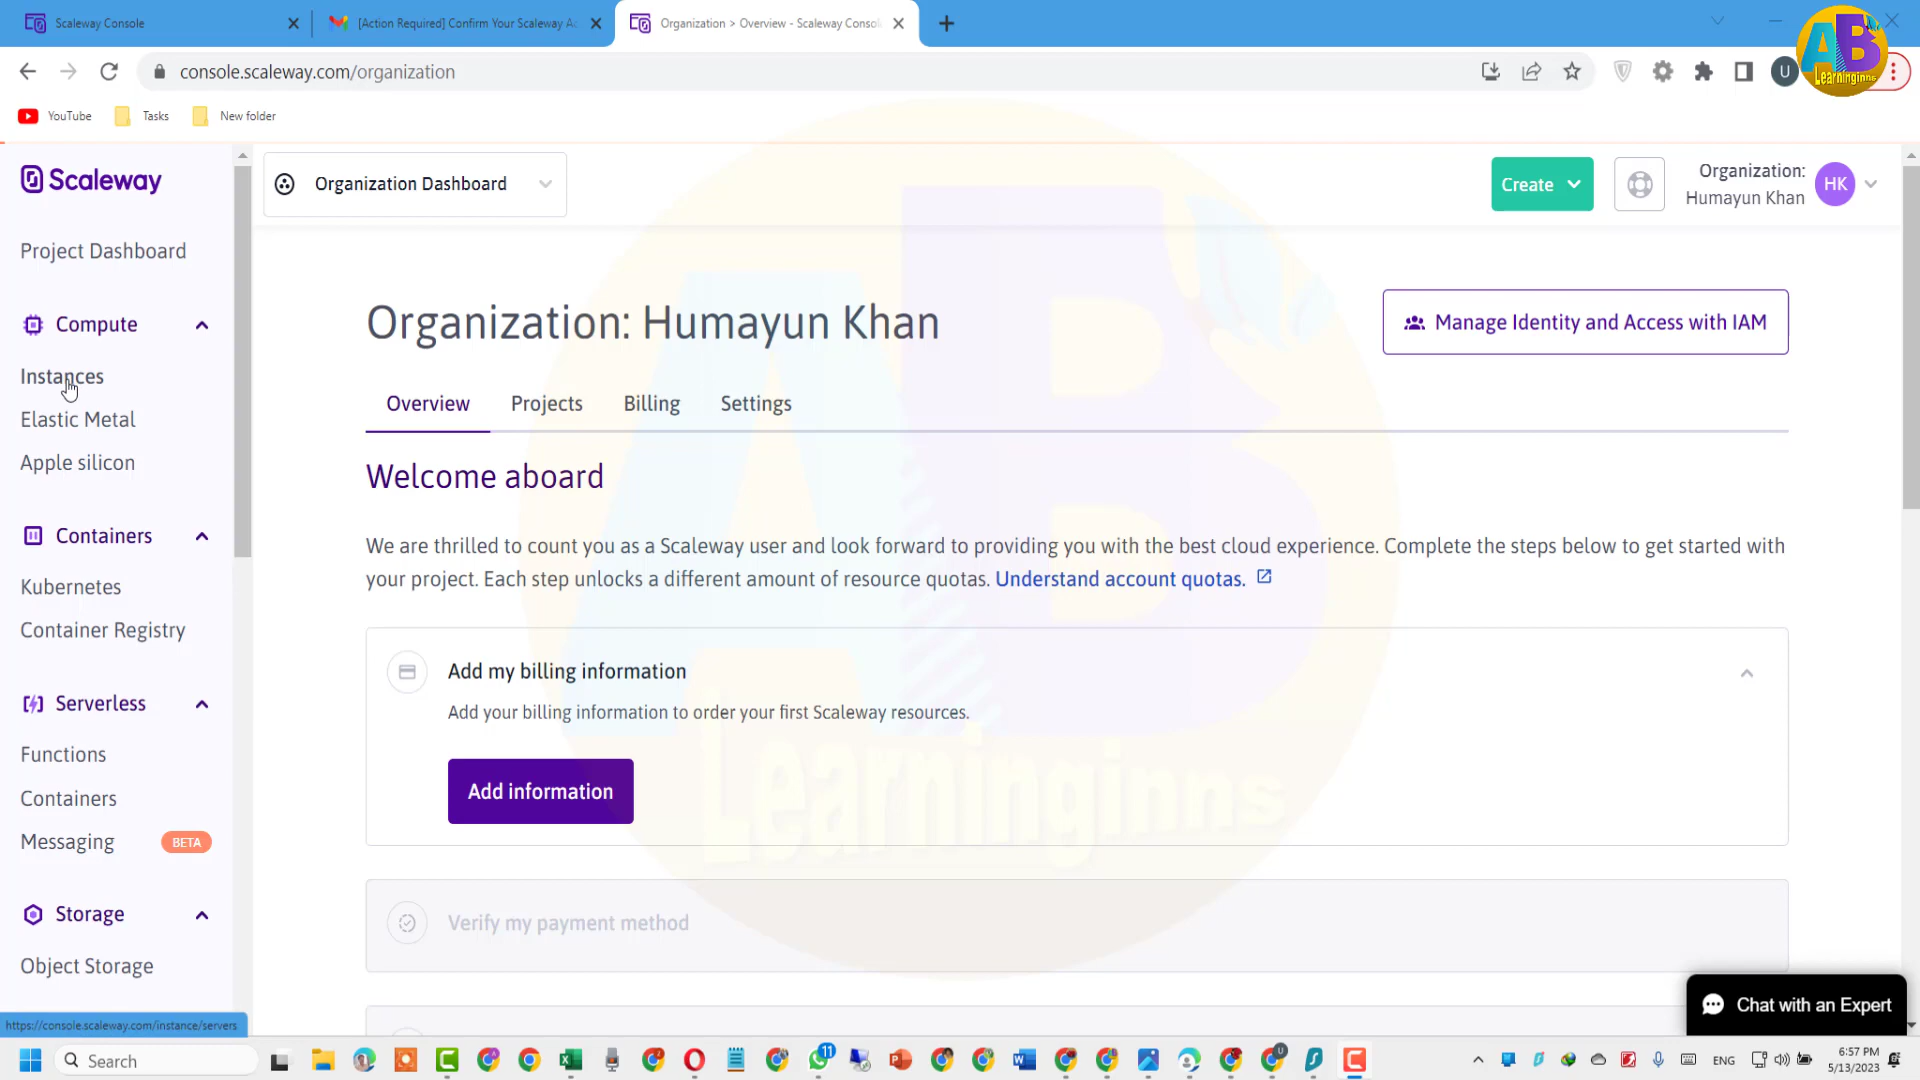 Scaleway Console
[Action Required] Confirm Your Scaleway Ac
Organization > Overview - Scaleway Conso
console.scaleway.com/organization
U
AB
Learninginns
YouTube
Tasks
New folder
Scaleway
Organization Dashboard
Create
Organization:
Humayun Khan
HK
Project Dashboard
Compute
Instances
Elastic Metal
Apple silicon
Containers
Kubernetes
Container Registry
Serverless
Functions
Containers
Messaging
BETA
Storage
Object Storage
https://console.scaleway.com/instance/servers
Organization: Humayun Khan
Manage Identity and Access with IAM
Overview
Projects
Billing
Settings
Welcome aboard
We are thrilled to count you as a Scaleway user and look forward to providing you with the best cloud experience. Complete the steps below to get started with
your project. Each step unlocks a different amount of resource quotas. Understand account quotas.
Add my billing information
Add your billing information to order your first Scaleway resources.
Add information
Verify my payment method
AB
Learninginns
Chat with an Expert
Search
11
U
ENG
6:57 PM
5/13/2023